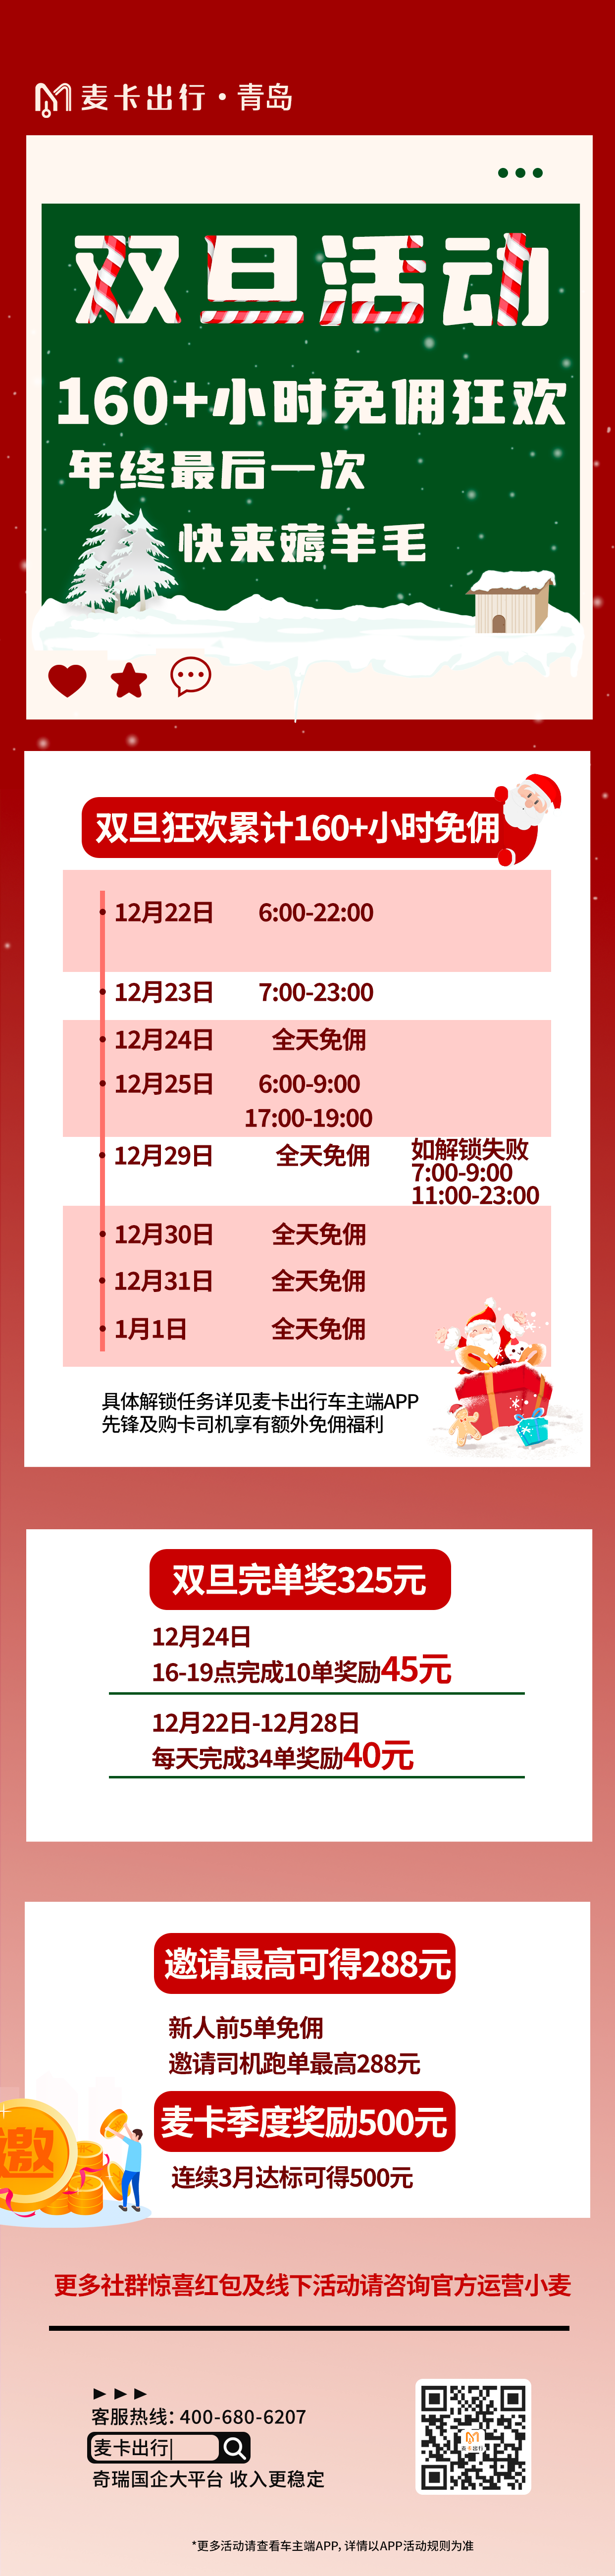 麦卡出行·青岛
双旦活动
160+小时免佣狂欢
年终最后一次
快来薅羊毛
双旦狂欢累计160+小时免佣
12月22日 6:00-22:00
12月23日 7:00-23:00
12月24日 全天免佣
12月25日 6:00-9:00
17:00-19:00
12月29日 全天免佣 如解锁失败
7:00-9:00
11:00-23:00
12月30日 全天免佣
12月31日 全天免佣
1月1日 全天免佣
具体解锁任务详见麦卡出行车主端APP
先锋及购卡司机享有额外免佣福利
双旦完单奖325元
12月24日
16-19点完成10单奖励45元
12月22日-12月28日
每天完成34单奖励40元
邀请最高可得288元
新人前5单免佣
邀请司机跑单最高288元
麦卡季度奖励500元
连续3月达标可得500元
邀
更多社群惊喜红包及线下活动请咨询官方运营小麦
客服热线：400-680-6207
麦卡出行|
奇瑞国企大平台 收入更稳定
麦卡出行
*更多活动请查看车主端APP，详情以APP活动规则为准